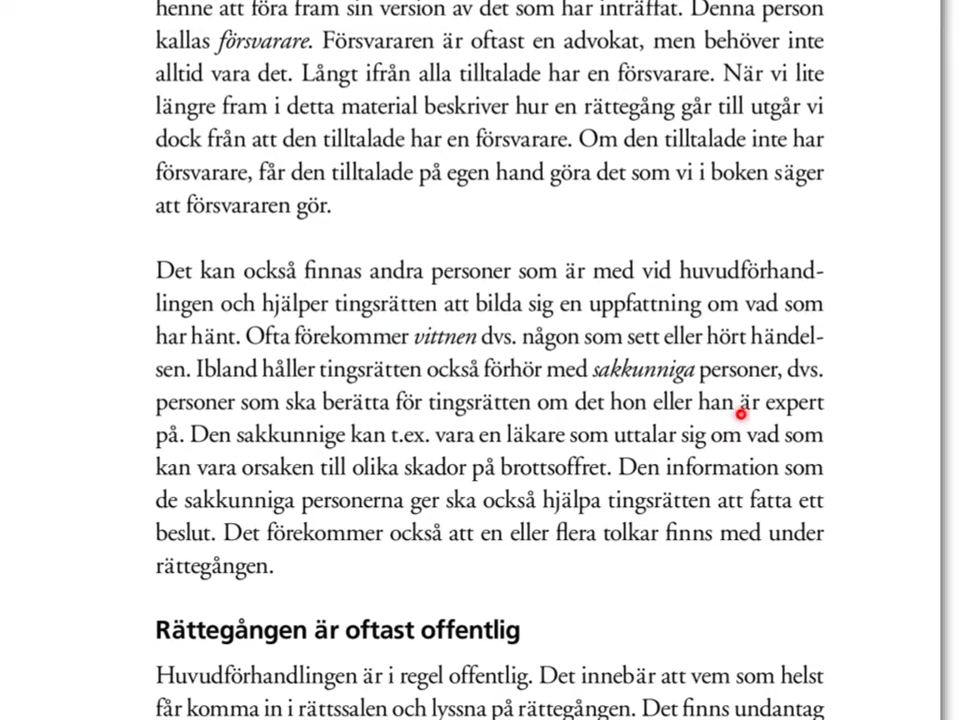 henne att föra fram sin version av det som har inträffat. Denna person
kallas försvarare. Försvararen är oftast en advokat, men behöver inte
alltid vara det. Långt ifrån alla tilltalade har en försvarare. När vi lite
längre fram i detta material beskriver hur en rättegång går till utgår vi
dock från att den tilltalade har en försvarare. Om den tilltalade inte har
försvarare, får den tilltalade på egen hand göra det som vi i boken säger
att försvararen gör.
Det kan också finnas andra personer som är med vid huvudförhand-
lingen och hjälper tingsrätten att bilda sig en uppfattning om vad som
har hänt. Ofta förekommer vittnen dvs. någon som sett eller hört händel-
sen. Ibland håller tingsrätten också förhör med sakkunniga personer, dvs.
personer som ska berätta för tingsrätten om det hon eller han är expert
på. Den sakkunnige kan t.ex. vara en läkare som uttalar sig om vad som
kan vara orsaken till olika skador på brottsoffret. Den information som
de sakkunniga personerna ger ska också hjälpa tingsrätten att fatta ett
beslut. Det förekommer också att en eller flera tolkar finns med under
rättegången.
Rättegången är oftast offentlig
Huvudförhandlingen är i regel offentlig. Det innebär att vem som helst
får komma in i rättssalen och lyssna på rättegången. Det finns undantag